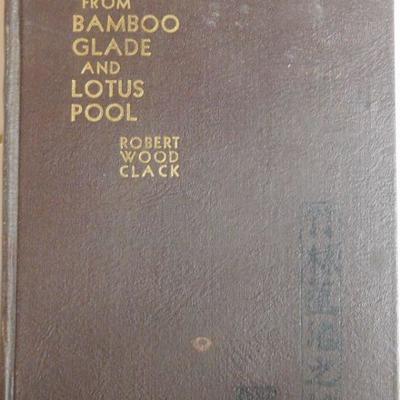 FROM
BAMBOO
GLADE
AND
LOTUS
POOL
ROBERT
WOOD
CLACK